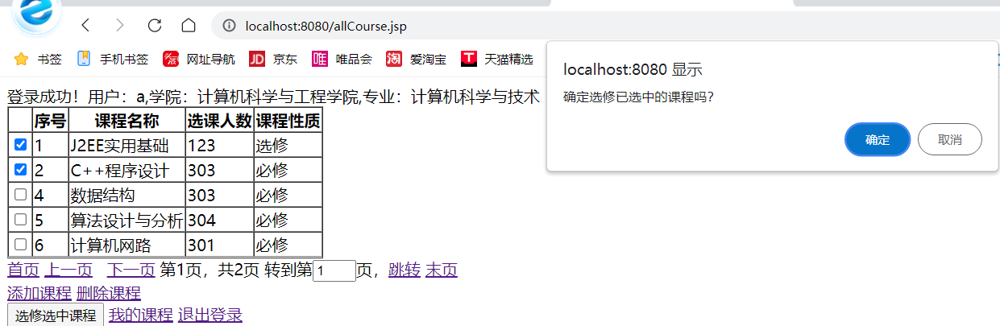 localhost:8080/allCourse.jsp
书签 手机书签 网址导航 JD 京东 唯 唯品会 淘 爱淘宝 T 天猫精选
localhost:8080 显示
确定选修已选中的课程吗？
确定 取消
登录成功！用户：a,学院：计算机科学与工程学院,专业：计算机科学与技术
序号 课程名称 选课人数 课程性质
1 J2EE实用基础 123 选修
2 C++程序设计 303 必修
4 数据结构 303 必修
5 算法设计与分析 304 必修
6 计算机网路 301 必修
首页 上一页 下一页 第1页，共2页 转到第 1 页，跳转 末页
添加课程 删除课程
选修选中课程 我的课程 退出登录